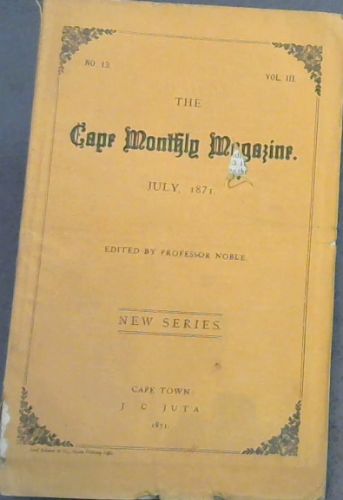 NO. 13.
VOL. III.
THE
Cape Monthly Magazine.
JULY, 1871.
EDITED BY PROFESSOR NOBLE.
NEW SERIES.
CAPE TOWN:
J. C. JUTA
1871.